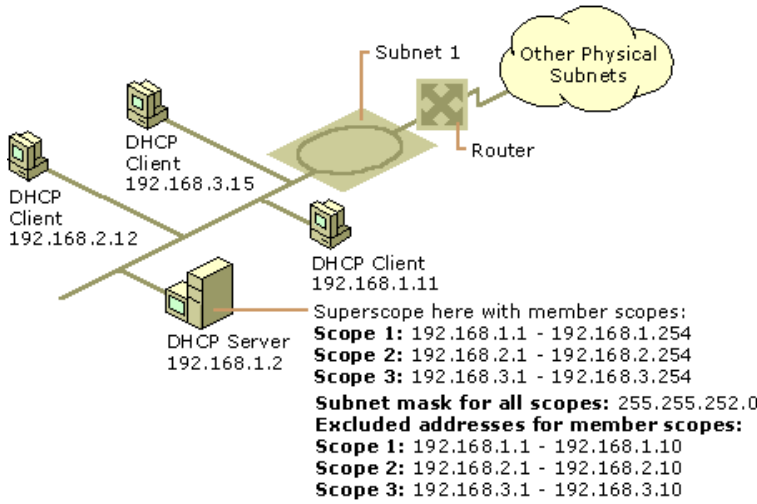 Subnet 1
Other Physical
Subnets
Router
DHCP
Client
192.168.3.15
DHCP
Client
192.168.2.12
DHCP Client
192.168.1.11
DHCP Server
192.168.1.2
Superscope here with member scopes:
Scope 1: 192.168.1.1 - 192.168.1.254
Scope 2: 192.168.2.1 - 192.168.2.254
Scope 3: 192.168.3.1 - 192.168.3.254
Subnet mask for all scopes: 255.255.252.0
Excluded addresses for member scopes:
Scope 1: 192.168.1.1 - 192.168.1.10
Scope 2: 192.168.2.1 - 192.168.2.10
Scope 3: 192.168.3.1 - 192.168.3.10